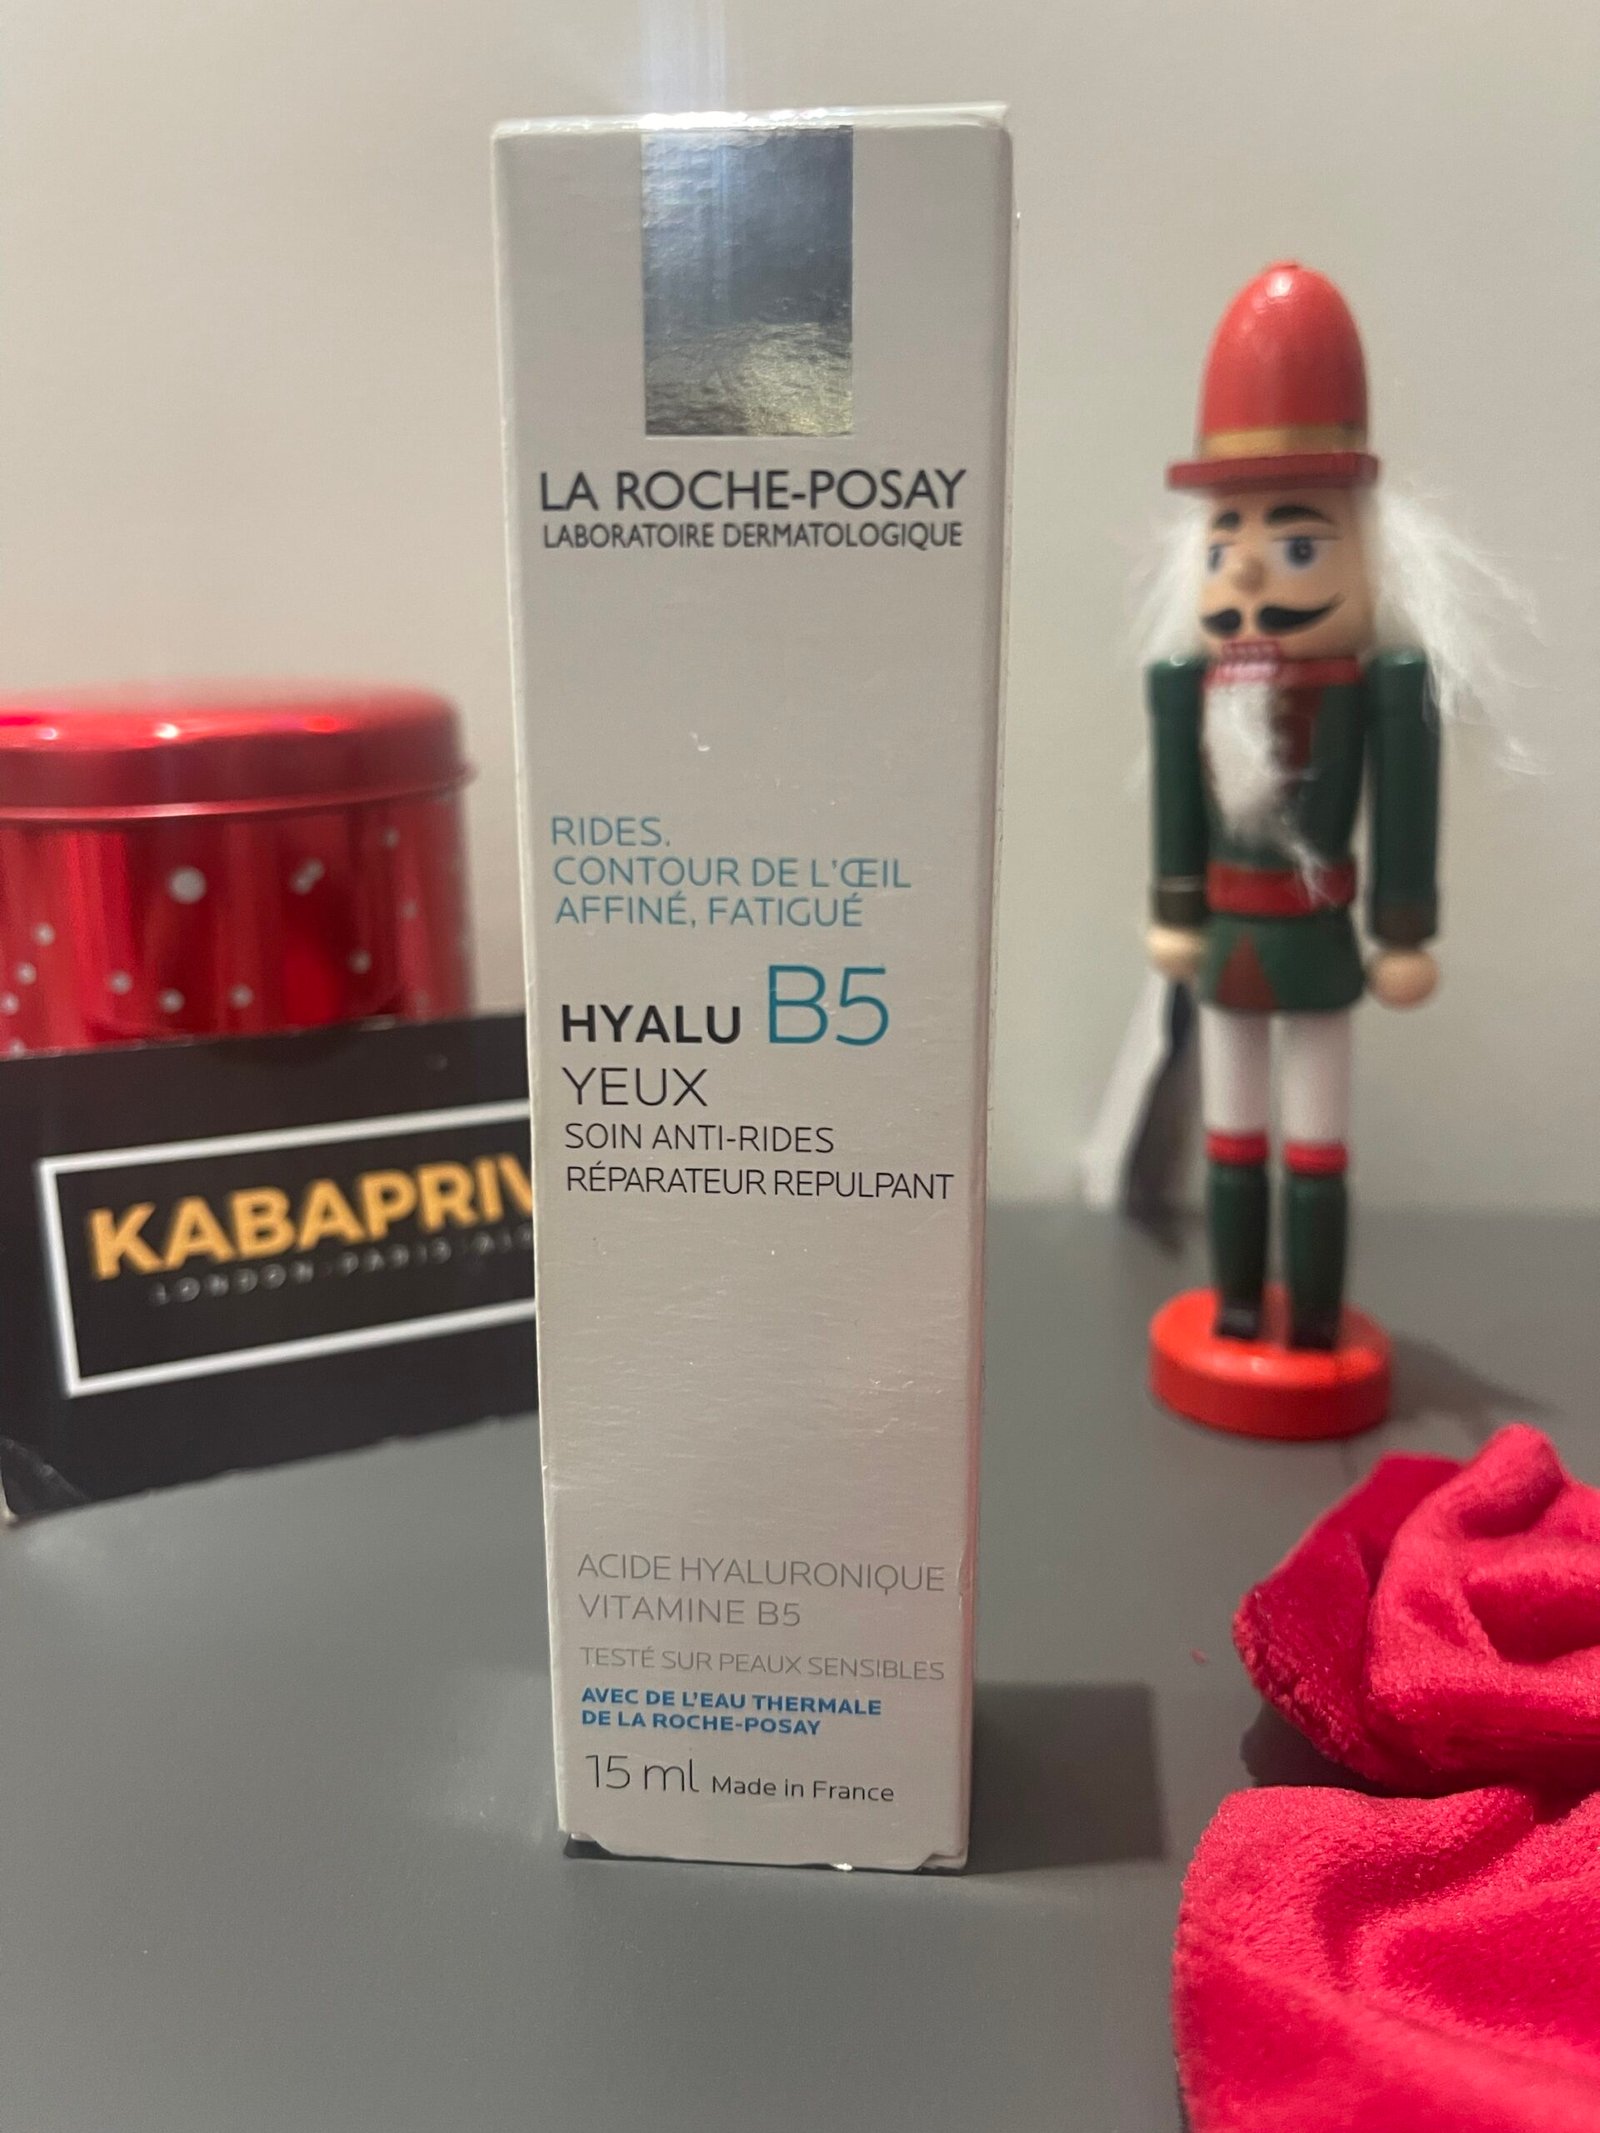 LA ROCHE-POSAY
LABORATOIRE DERMATOLOGIQUE
RIDES.
CONTOUR DE L'ŒIL
AFFINÉ, FATIGUÉ
HYALU B5
YEUX
SOIN ANTI-RIDES
RÉPARATEUR REPULPANT
ACIDE HYALURONIQUE
VITAMINE B5
TESTÉ SUR PEAUX SENSIBLES
AVEC DE L'EAU THERMALE
DE LA ROCHE-POSAY
15 ml Made in France
KABAPRIV
LONDON·PARIS